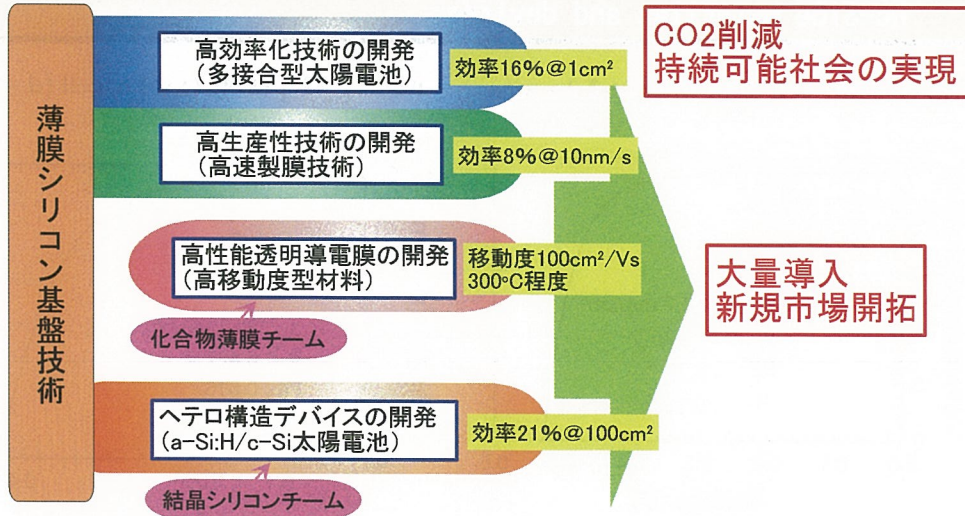 薄膜シリコン基盤技術
高効率化技術の開発
(多接合型太陽電池)
効率16%@1cm²
高生産性技術の開発
(高速製膜技術)
効率8%@10nm/s
高性能透明導電膜の開発
(高移動度型材料)
移動度100cm²/Vs
300°C程度
化合物薄膜チーム
ヘテロ構造デバイスの開発
(a-Si:H/c-Si太陽電池)
効率21%@100cm²
結晶シリコンチーム
CO2削減
持続可能社会の実現
大量導入
新規市場開拓